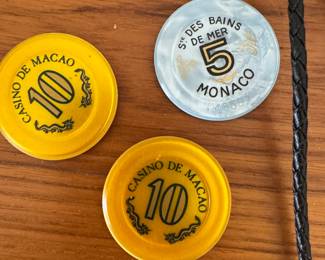 CASINO DE MACAO
10
Sté DES BAINS
DE MER
5
MONACO
CASINO DE MACAO
10